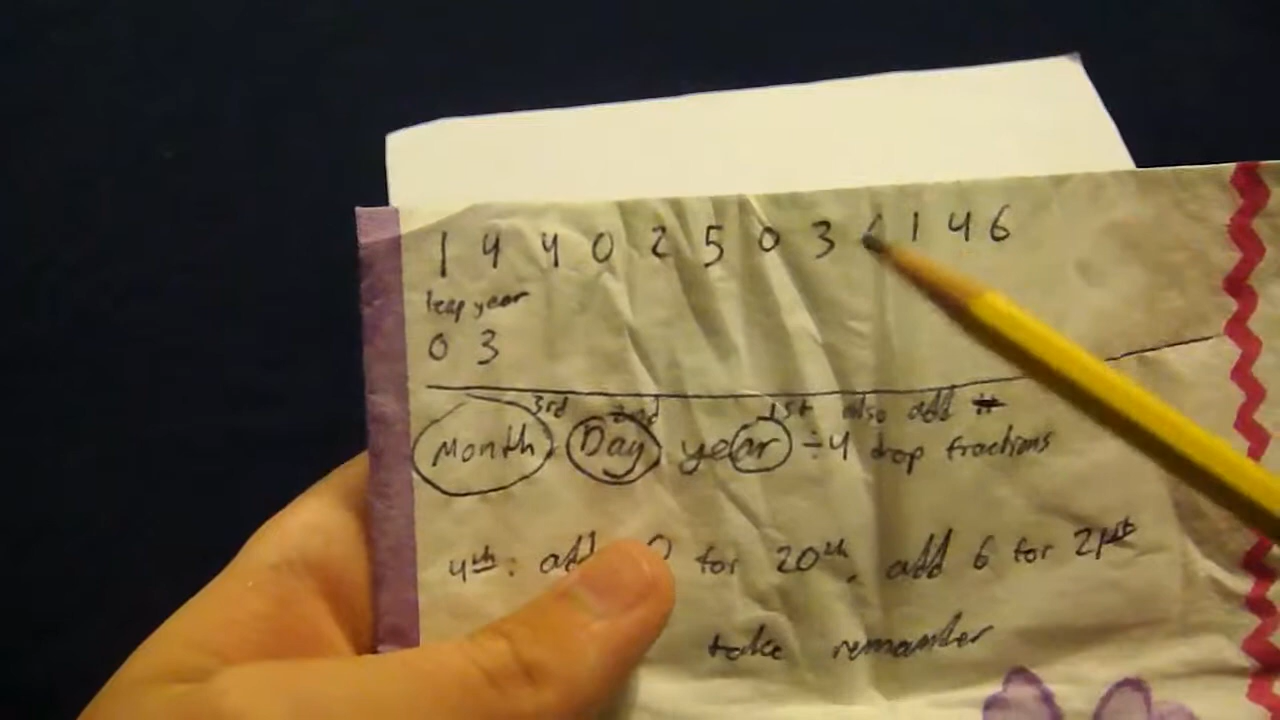 1 4 4 0 2 5 0 3 6 1 4 6
leap year
0 3
3rd 2nd 1st also add #
Month Day year ÷4 drop fractions
4th: add 0 for 20th, add 6 for 21st
take remainder